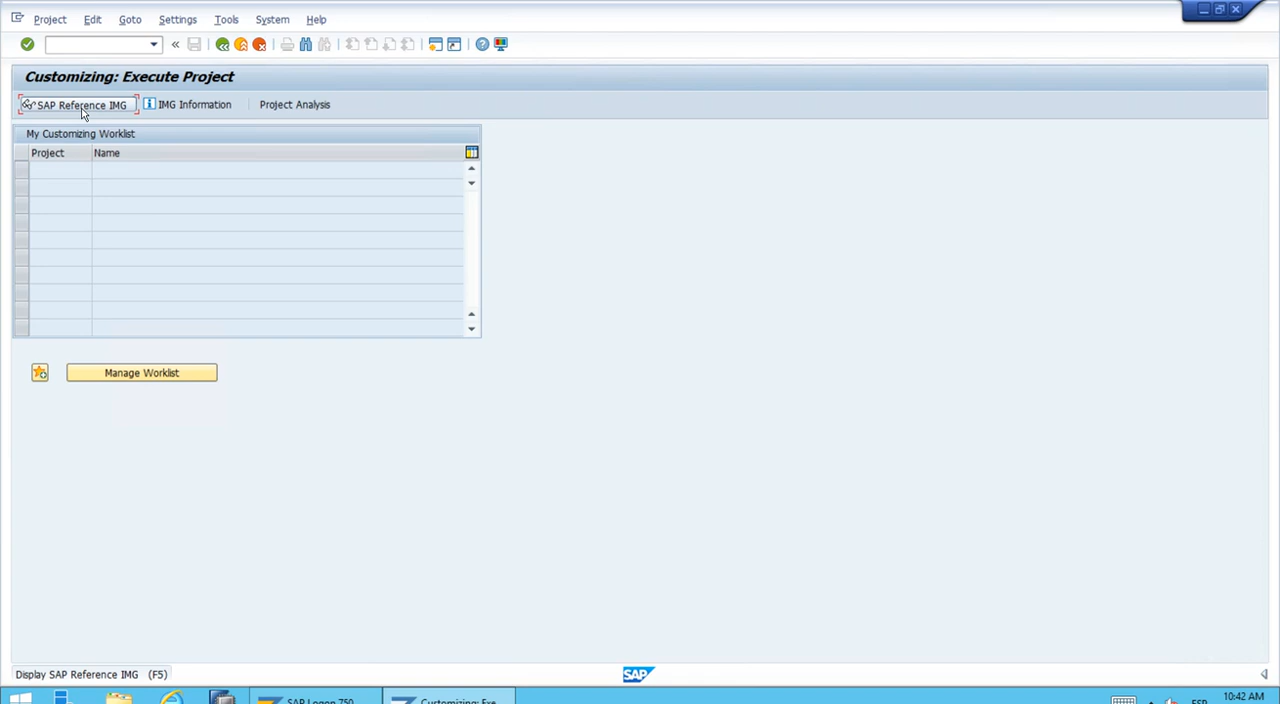 Project Edit Goto Settings Tools System Help
Customizing: Execute Project
SAP Reference IMG IMG Information Project Analysis
My Customizing Worklist
Project Name
Manage Worklist
Display SAP Reference IMG (F5)
SAP
SAP Logon 750 Customizing: Exe... ESP 10:42 AM